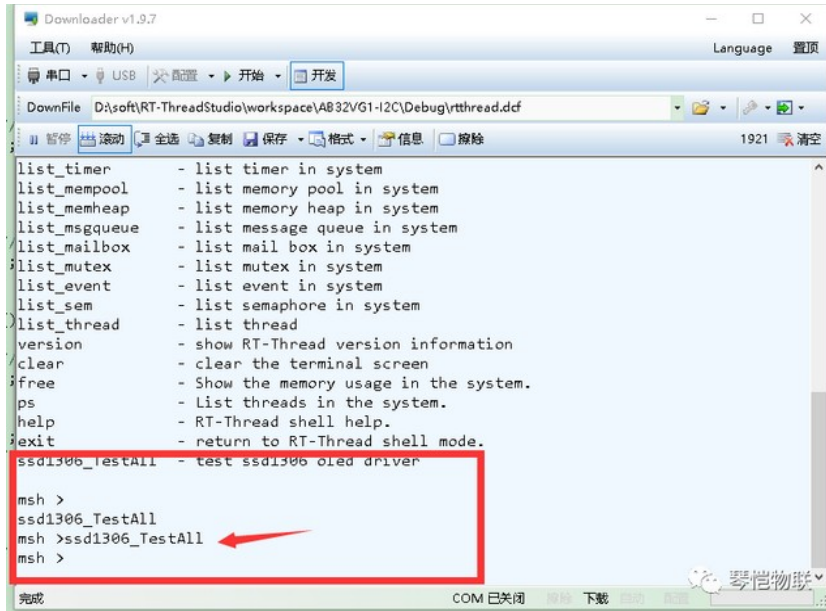 Downloader v1.9.7
工具(T) 帮助(H) Language 置顶
串口 USB 配置 开始 开发
DownFile D:\soft\RT-ThreadStudio\workspace\AB32VG1-I2C\Debug\rtthread.dcf
暂停 滚动 全选 复制 保存 格式 信息 擦除 1921 清空
list_timer - list timer in system
list_mempool - list memory pool in system
list_memheap - list memory heap in system
list_msgqueue - list message queue in system
list_mailbox - list mail box in system
list_mutex - list mutex in system
list_event - list event in system
list_sem - list semaphore in system
list_thread - list thread
version - show RT-Thread version information
clear - clear the terminal screen
free - Show the memory usage in the system.
ps - List threads in the system.
help - RT-Thread shell help.
exit - return to RT-Thread shell mode.
ssd1306_TestAll - test ssd1306 oled driver
msh >
ssd1306_TestAll
msh >ssd1306_TestAll
msh >
琴恺物联
完成 COM 已关闭 擦除 下载 自动 配置